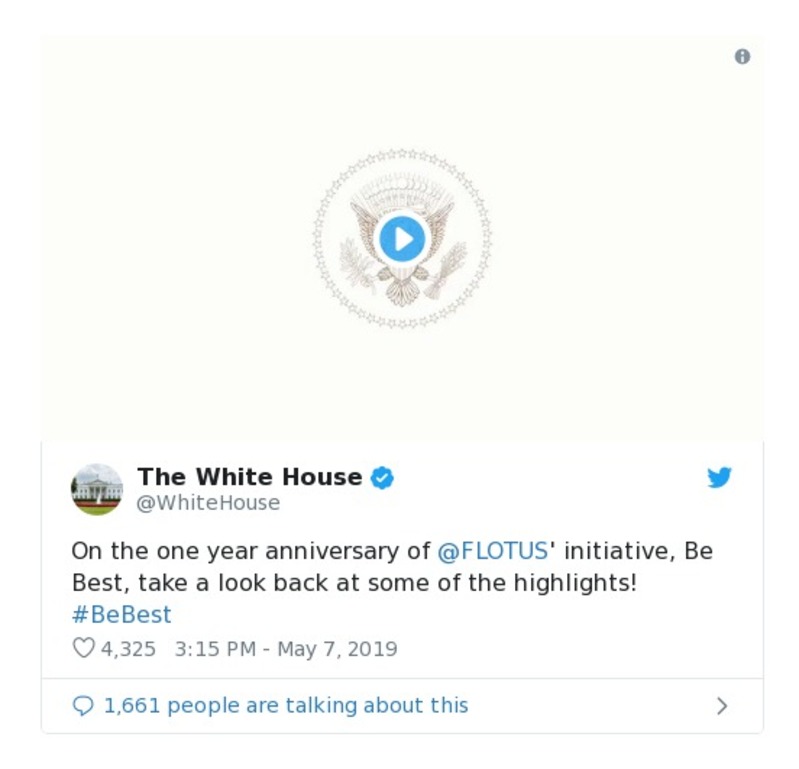 The White House
@WhiteHouse
On the one year anniversary of @FLOTUS' initiative, Be
Best, take a look back at some of the highlights!
#BeBest
4,325 3:15 PM - May 7, 2019
1,661 people are talking about this